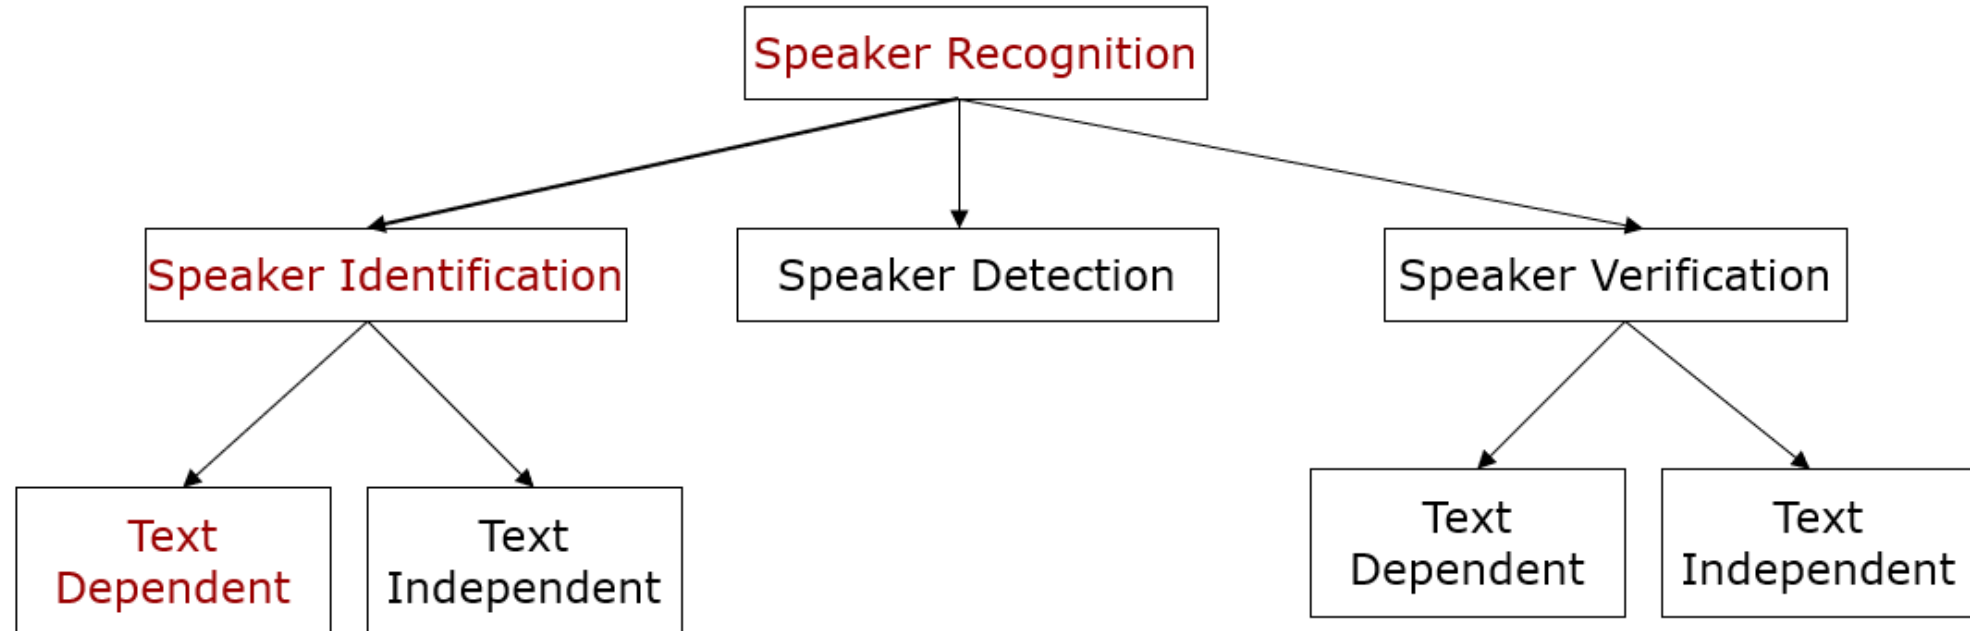 Speaker Recognition
Speaker Identification
Speaker Detection
Speaker Verification
Text
Dependent
Text
Independent
Text
Dependent
Text
Independent